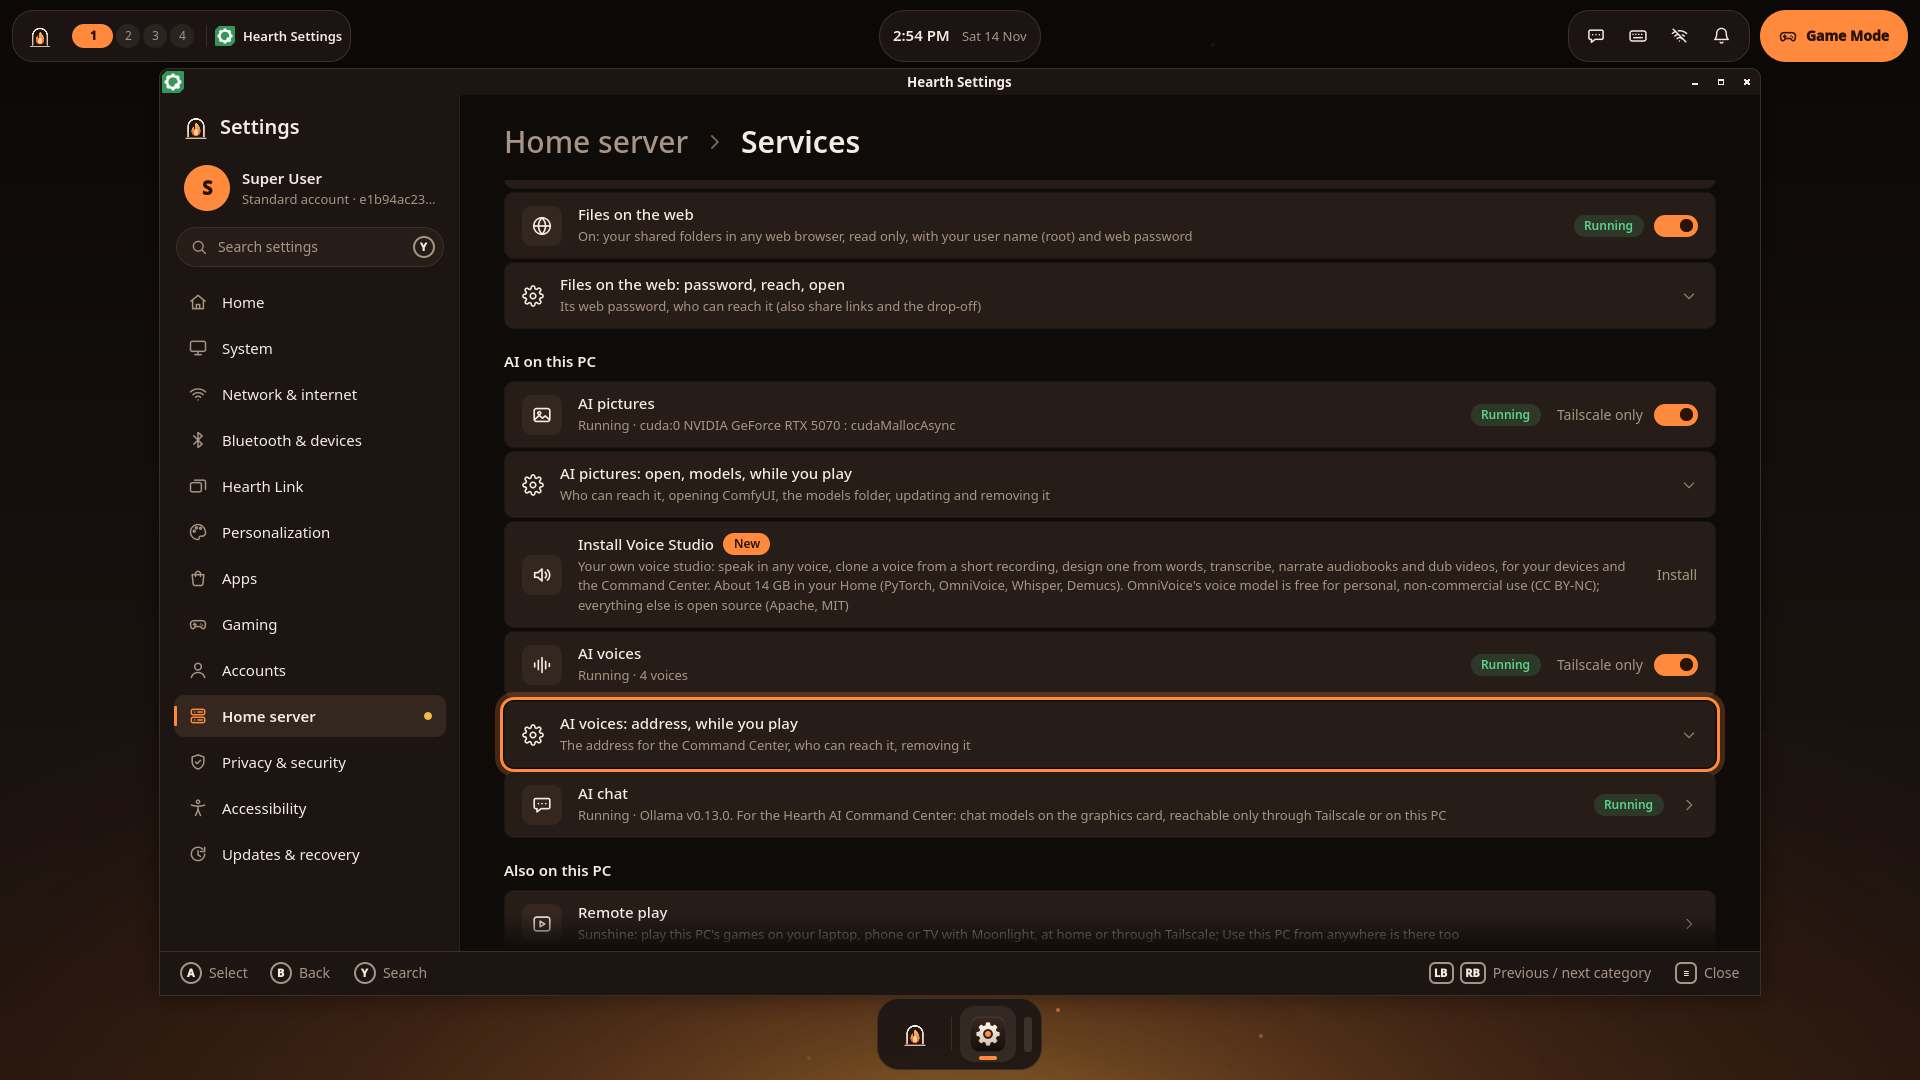 1 2 3 4 Hearth Settings
2:54 PM Sat 14 Nov
Game Mode
Hearth Settings
Settings
Super User
Standard account · e1b94ac23...
Search settings Y
Home
System
Network & internet
Bluetooth & devices
Hearth Link
Personalization
Apps
Gaming
Accounts
Home server
Privacy & security
Accessibility
Updates & recovery
Home server > Services
Files on the web
On: your shared folders in any web browser, read only, with your user name (root) and web password
Running
Files on the web: password, reach, open
Its web password, who can reach it (also share links and the drop-off)
AI on this PC
AI pictures
Running · cuda:0 NVIDIA GeForce RTX 5070 : cudaMallocAsync
Running Tailscale only
AI pictures: open, models, while you play
Who can reach it, opening ComfyUI, the models folder, updating and removing it
Install Voice Studio New
Your own voice studio: speak in any voice, clone a voice from a short recording, design one from words, transcribe, narrate audiobooks and dub videos, for your devices and
the Command Center. About 14 GB in your Home (PyTorch, OmniVoice, Whisper, Demucs). OmniVoice's voice model is free for personal, non-commercial use (CC BY-NC);
everything else is open source (Apache, MIT)
Install
AI voices
Running · 4 voices
Running Tailscale only
AI voices: address, while you play
The address for the Command Center, who can reach it, removing it
AI chat
Running · Ollama v0.13.0. For the Hearth AI Command Center: chat models on the graphics card, reachable only through Tailscale or on this PC
Running
Also on this PC
Remote play
Sunshine: play this PC's games on your laptop, phone or TV with Moonlight, at home or through Tailscale; Use this PC from anywhere is there too
A Select B Back Y Search
LB RB Previous / next category ≡ Close